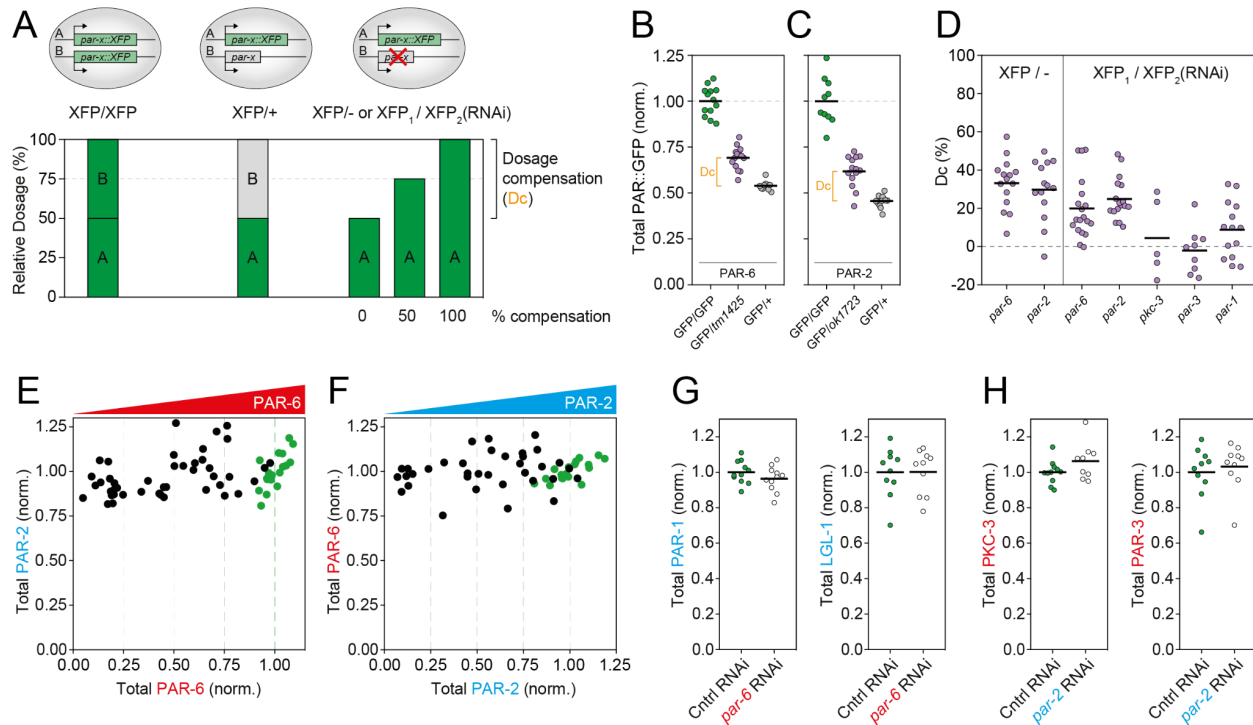 A
A
par-x::XFP
B
par-x::XFP
A
par-x::XFP
B
par-x
A
par-x::XFP
B
par-x
XFP/XFP
XFP/+
XFP/- or XFP1 / XFP2(RNAi)
Relative Dosage (%)
100
75
50
25
0
B
A
B
A
A
A
A
Dosage
compensation
(Dc)
0
50
100
% compensation
B
Total PAR::GFP (norm.)
1.25
1.00
0.75
0.50
0.25
0.00
Dc
PAR-6
GFP/GFP
GFP/tm1425
GFP/+
C
Dc
PAR-2
GFP/GFP
GFP/ok1723
GFP/+
D
XFP / -
XFP1 / XFP2(RNAi)
Dc (%)
100
80
60
40
20
0
-20
par-6
par-2
par-6
par-2
pkc-3
par-3
par-1
E
PAR-6
Total PAR-2 (norm.)
1.25
1.00
0.75
0.50
0.25
0.00
0.00
0.25
0.50
0.75
1.00
Total PAR-6 (norm.)
F
PAR-2
Total PAR-6 (norm.)
1.25
1.00
0.75
0.50
0.25
0.00
0.00
0.25
0.50
0.75
1.00
1.25
Total PAR-2 (norm.)
G
Total PAR-1 (norm.)
1.2
1.0
0.8
0.6
0.4
0.2
0.0
Cntrl RNAi
par-6 RNAi
Total LGL-1 (norm.)
1.2
1.0
0.8
0.6
0.4
0.2
0.0
Cntrl RNAi
par-6 RNAi
H
Total PKC-3 (norm.)
1.2
1.0
0.8
0.6
0.4
0.2
0.0
Cntrl RNAi
par-2 RNAi
Total PAR-3 (norm.)
1.2
1.0
0.8
0.6
0.4
0.2
0.0
Cntrl RNAi
par-2 RNAi